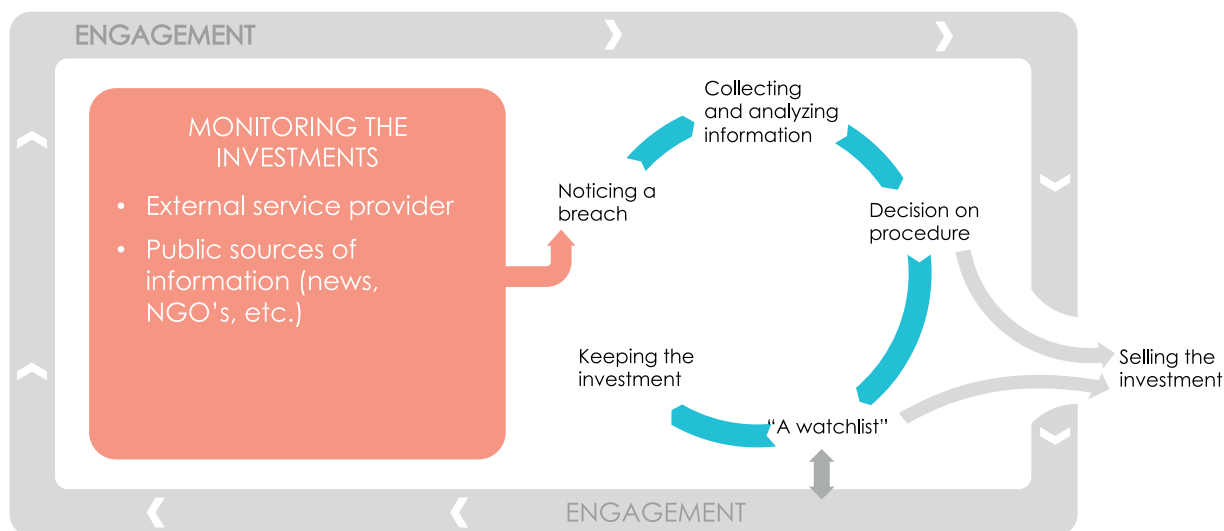 ENGAGEMENT
MONITORING THE
INVESTMENTS
• External service provider
• Public sources of
information (news,
NGO’s, etc.)
Noticing a
breach
Collecting
and analyzing
information
Decision on
procedure
Keeping the
investment
“A watchlist”
Selling the
investment
ENGAGEMENT